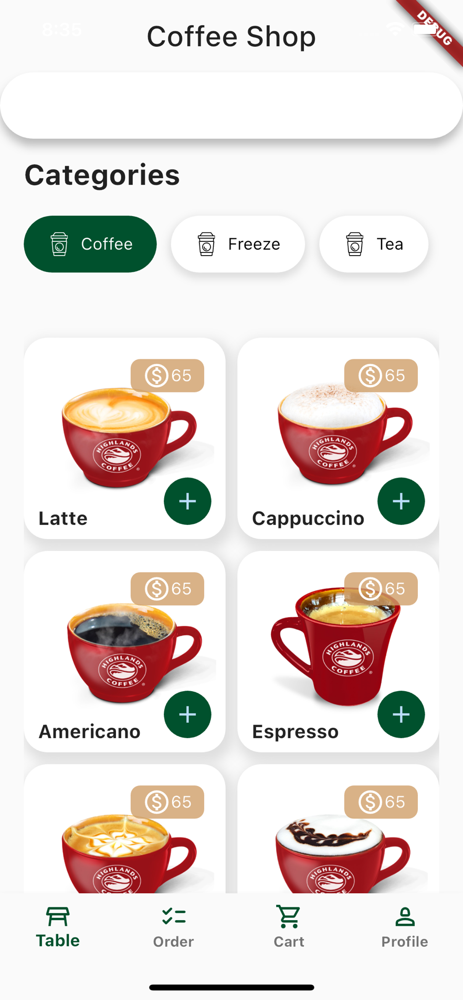 8:35
DEBUG
Coffee Shop
Categories
Coffee
Freeze
Tea
$ 65
HIGHLANDS
COFFEE
®
Latte
+
$ 65
HIGHLANDS
COFFEE
®
Cappuccino
+
$ 65
HIGHLANDS
COFFEE
®
Americano
+
$ 65
HIGHLANDS
COFFEE
®
Espresso
+
$ 65
HIGHLANDS
$ 65
HIGHLANDS
Table
Order
Cart
Profile